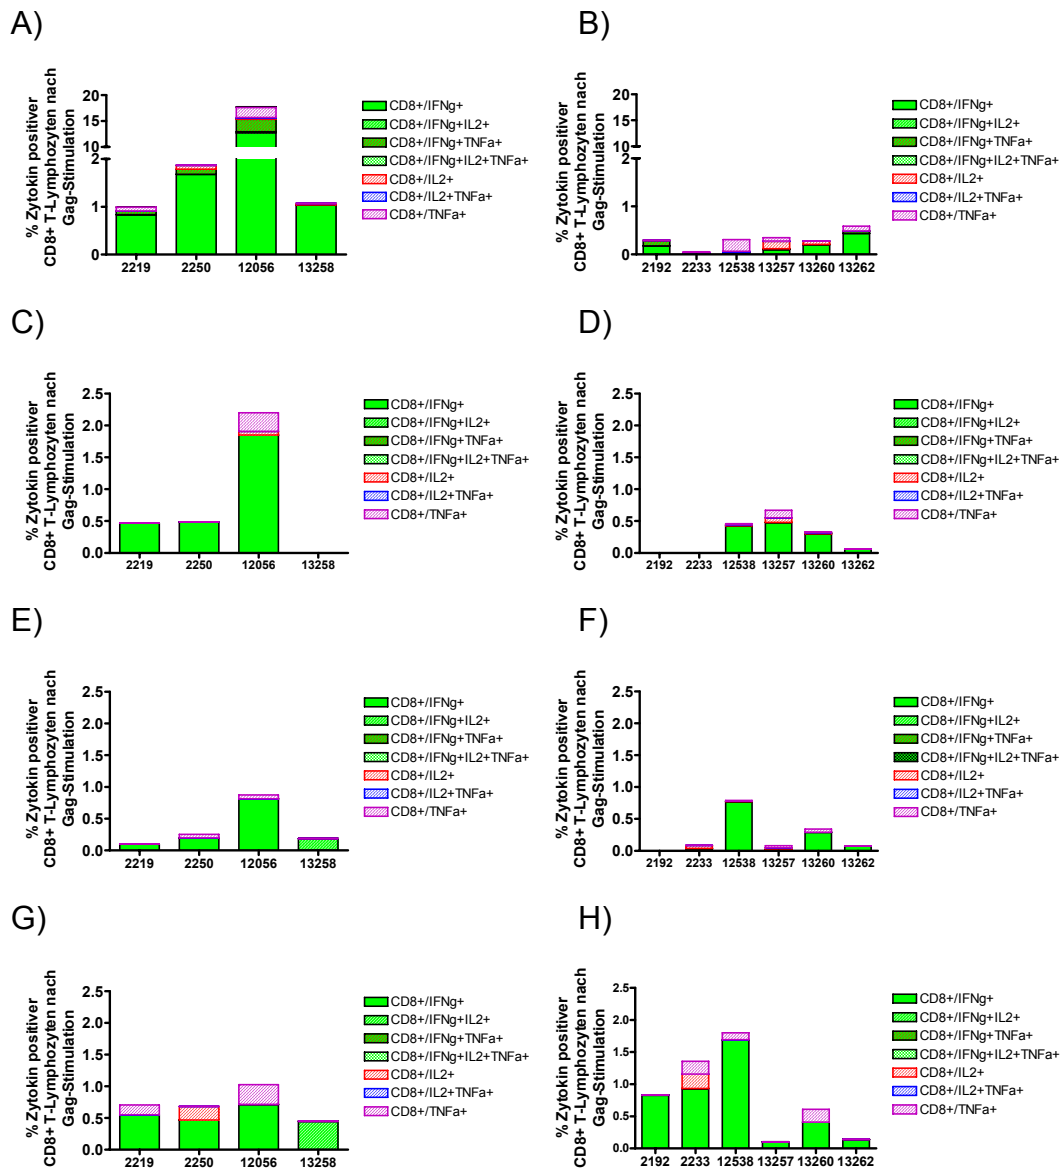 A)
% Zytokin positiver
CD8+ T-Lymphozyten nach
Gag-Stimulation
20
15
10
2
1
0
2219 2250 12056 13258
CD8+/IFNg+
CD8+/IFNg+IL2+
CD8+/IFNg+TNFa+
CD8+/IFNg+IL2+TNFa+
CD8+/IL2+
CD8+/IL2+TNFa+
CD8+/TNFa+
B)
% Zytokin positiver
CD8+ T-Lymphozyten nach
Gag-Stimulation
20
15
10
2
1
0
2192 2233 12538 13257 13260 13262
CD8+/IFNg+
CD8+/IFNg+IL2+
CD8+/IFNg+TNFa+
CD8+/IFNg+IL2+TNFa+
CD8+/IL2+
CD8+/IL2+TNFa+
CD8+/TNFa+
C)
% Zytokin positiver
CD8+ T-Lymphozyten nach
Gag-Stimulation
2.5
2.0
1.5
1.0
0.5
0.0
2219 2250 12056 13258
CD8+/IFNg+
CD8+/IFNg+IL2+
CD8+/IFNg+TNFa+
CD8+/IFNg+IL2+TNFa+
CD8+/IL2+
CD8+/IL2+TNFa+
CD8+/TNFa+
D)
% Zytokin positiver
CD8+ T-Lymphozyten nach
Gag-Stimulation
2.5
2.0
1.5
1.0
0.5
0.0
2192 2233 12538 13257 13260 13262
CD8+/IFNg+
CD8+/IFNg+IL2+
CD8+/IFNg+TNFa+
CD8+/IFNg+IL2+TNFa+
CD8+/IL2+
CD8+/IL2+TNFa+
CD8+/TNFa+
E)
% Zytokin positiver
CD8+ T-Lymphozyten nach
Gag-Stimulation
2.5
2.0
1.5
1.0
0.5
0.0
2219 2250 12056 13258
CD8+/IFNg+
CD8+/IFNg+IL2+
CD8+/IFNg+TNFa+
CD8+/IFNg+IL2+TNFa+
CD8+/IL2+
CD8+/IL2+TNFa+
CD8+/TNFa+
F)
% Zytokin positiver
CD8+ T-Lymphozyten nach
Gag-Stimulation
2.5
2.0
1.5
1.0
0.5
0.0
2192 2233 12538 13257 13260 13262
CD8+/IFNg+
CD8+/IFNg+IL2+
CD8+/IFNg+TNFa+
CD8+/IFNg+IL2+TNFa+
CD8+/IL2+
CD8+/IL2+TNFa+
CD8+/TNFa+
G)
% Zytokin positiver
CD8+ T-Lymphozyten nach
Gag-Stimulation
2.5
2.0
1.5
1.0
0.5
0.0
2219 2250 12056 13258
CD8+/IFNg+
CD8+/IFNg+IL2+
CD8+/IFNg+TNFa+
CD8+/IFNg+IL2+TNFa+
CD8+/IL2+
CD8+/IL2+TNFa+
CD8+/TNFa+
H)
% Zytokin positiver
CD8+ T-Lymphozyten nach
Gag-Stimulation
2.5
2.0
1.5
1.0
0.5
0.0
2192 2233 12538 13257 13260 13262
CD8+/IFNg+
CD8+/IFNg+IL2+
CD8+/IFNg+TNFa+
CD8+/IFNg+IL2+TNFa+
CD8+/IL2+
CD8+/IL2+TNFa+
CD8+/TNFa+